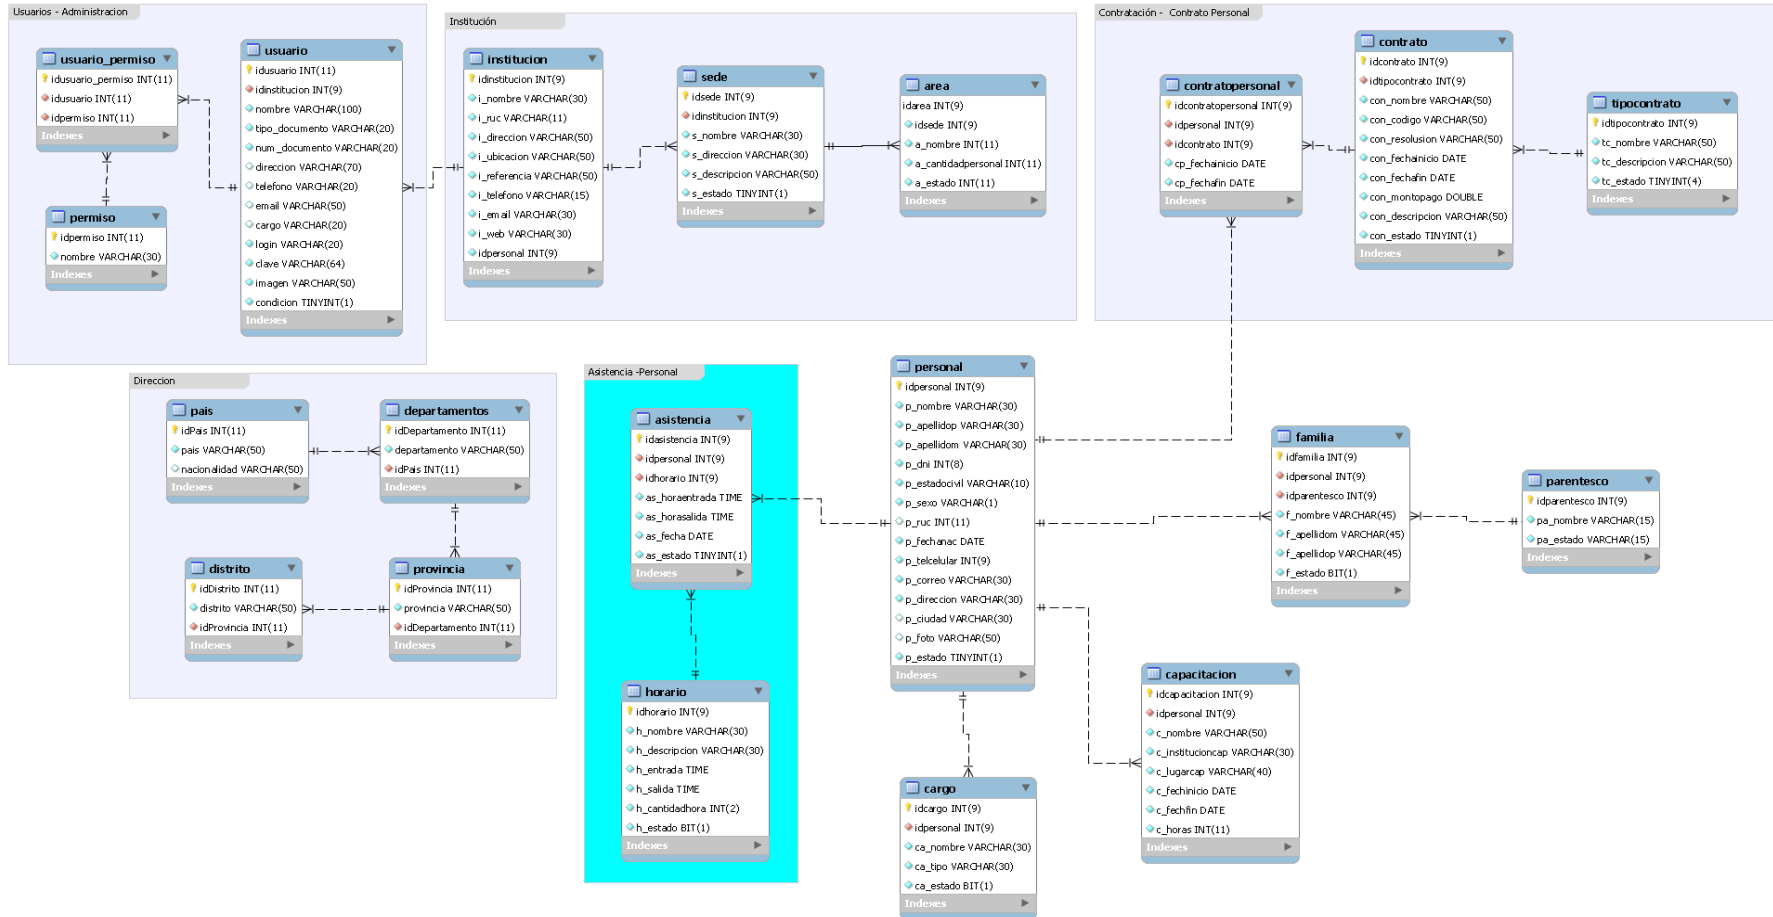 Usuarios - Administracion
usuario_permiso
idusuario_permiso INT(11)
idusuario INT(11)
idpermiso INT(11)
Indexes
permiso
idpermiso INT(11)
nombre VARCHAR(30)
Indexes
usuario
idusuario INT(11)
idinstitucion INT(9)
nombre VARCHAR(100)
tipo_documento VARCHAR(20)
num_documento VARCHAR(20)
direccion VARCHAR(70)
telefono VARCHAR(20)
email VARCHAR(50)
cargo VARCHAR(20)
login VARCHAR(20)
clave VARCHAR(64)
imagen VARCHAR(50)
condicion TINYINT(1)
Indexes
Institución
institucion
idinstitucion INT(9)
i_nombre VARCHAR(30)
i_ruc VARCHAR(11)
i_direccion VARCHAR(50)
i_ubicacion VARCHAR(50)
i_referencia VARCHAR(50)
i_telefono VARCHAR(15)
i_email VARCHAR(30)
i_web VARCHAR(30)
idpersonal INT(9)
Indexes
sede
idsede INT(9)
idinstitucion INT(9)
s_nombre VARCHAR(30)
s_direccion VARCHAR(30)
s_descripcion VARCHAR(50)
s_estado TINYINT(1)
Indexes
area
idarea INT(9)
idsede INT(9)
a_nombre INT(11)
a_cantidadpersonal INT(11)
a_estado INT(11)
Indexes
Contratación - Contrato Personal
contratopersonal
idcontratopersonal INT(9)
idpersonal INT(9)
idcontrato INT(9)
cp_fechainicio DATE
cp_fechafin DATE
Indexes
contrato
idcontrato INT(9)
idtipocontrato INT(9)
con_nombre VARCHAR(50)
con_codigo VARCHAR(50)
con_resolusion VARCHAR(50)
con_fechainicio DATE
con_fechafin DATE
con_montopago DOUBLE
con_descripcion VARCHAR(50)
con_estado TINYINT(1)
Indexes
tipocontrato
idtipocontrato INT(9)
tc_nombre VARCHAR(50)
tc_descripcion VARCHAR(50)
tc_estado TINYINT(4)
Indexes
Direccion
pais
idPais INT(11)
pais VARCHAR(50)
nacionalidad VARCHAR(50)
Indexes
departamentos
idDepartamento INT(11)
departamento VARCHAR(50)
idPais INT(11)
Indexes
distrito
idDistrito INT(11)
distrito VARCHAR(50)
idProvincia INT(11)
Indexes
provincia
idProvincia INT(11)
provincia VARCHAR(50)
idDepartamento INT(11)
Indexes
Asistencia -Personal
asistencia
idasistencia INT(9)
idpersonal INT(9)
idhorario INT(9)
as_horaentrada TIME
as_horasalida TIME
as_fecha DATE
as_estado TINYINT(1)
Indexes
horario
idhorario INT(9)
h_nombre VARCHAR(30)
h_descripcion VARCHAR(30)
h_entrada TIME
h_salida TIME
h_cantidadhora INT(2)
h_estado BIT(1)
Indexes
personal
idpersonal INT(9)
p_nombre VARCHAR(30)
p_apellidop VARCHAR(30)
p_apellidom VARCHAR(30)
p_dni INT(8)
p_estadocivil VARCHAR(10)
p_sexo VARCHAR(1)
p_ruc INT(11)
p_fechanac DATE
p_telcelular INT(9)
p_correo VARCHAR(30)
p_direccion VARCHAR(30)
p_ciudad VARCHAR(30)
p_foto VARCHAR(50)
p_estado TINYINT(1)
Indexes
cargo
idcargo INT(9)
idpersonal INT(9)
ca_nombre VARCHAR(30)
ca_tipo VARCHAR(30)
ca_estado BIT(1)
Indexes
familia
idfamilia INT(9)
idpersonal INT(9)
idparentesco INT(9)
f_nombre VARCHAR(45)
f_apellidom VARCHAR(45)
f_apellidop VARCHAR(45)
f_estado BIT(1)
Indexes
parentesco
idparentesco INT(9)
pa_nombre VARCHAR(15)
pa_estado VARCHAR(15)
Indexes
capacitacion
idcapacitacion INT(9)
idpersonal INT(9)
c_nombre VARCHAR(50)
c_institucioncap VARCHAR(30)
c_lugarcap VARCHAR(40)
c_fechinicio DATE
c_fechfin DATE
c_horas INT(11)
Indexes